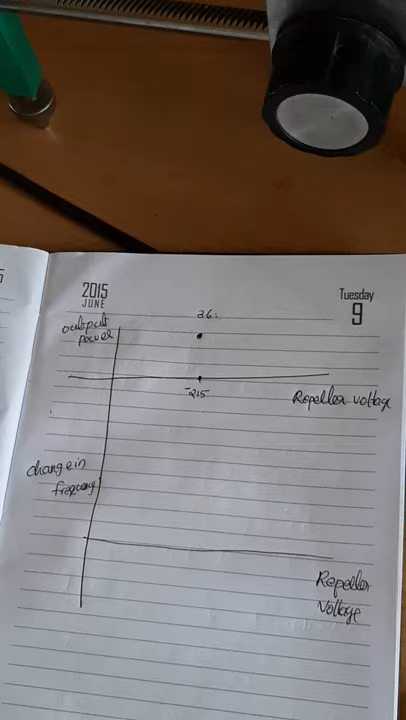 2015
JUNE
Tuesday
9
36.
output
power
-215
Repeller voltage
change in
frequency
Repeller
Voltage